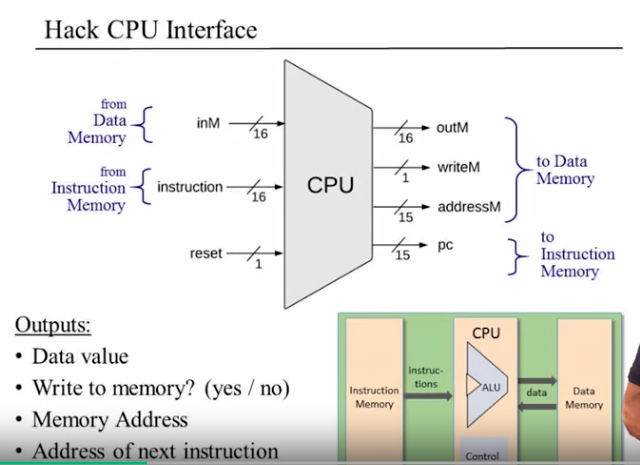 Hack CPU Interface
from
Data
Memory
inM
16
from
Instruction
Memory
instruction
16
reset
1
CPU
16
outM
1
writeM
15
addressM
15
pc
to Data
Memory
to
Instruction
Memory
Outputs:
• Data value
• Write to memory? (yes / no)
• Memory Address
• Address of next instruction
CPU
instruc-
tions
Instruction
Memory
ALU
data
Data
Memory
Control